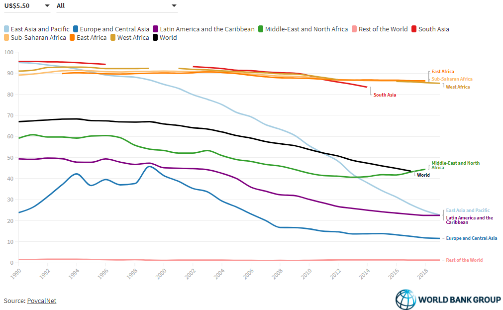 US$5.50 All
East Asia and Pacific Europe and Central Asia Latin America and the Caribbean Middle-East and North Africa Rest of the World South Asia
Sub-Saharan Africa East Africa West Africa World
100
90
80
70
60
50
40
30
20
10
0
East Africa
Sub-Saharan Africa
West Africa
South Asia
Middle-East and North
Africa
World
East Asia and Pacific
Latin America and the
Caribbean
Europe and Central Asia
Rest of the World
1990 1992 1994 1996 1998 2000 2002 2004 2006 2008 2010 2012 2014 2016 2018
Source: PovcalNet
WORLD BANK GROUP